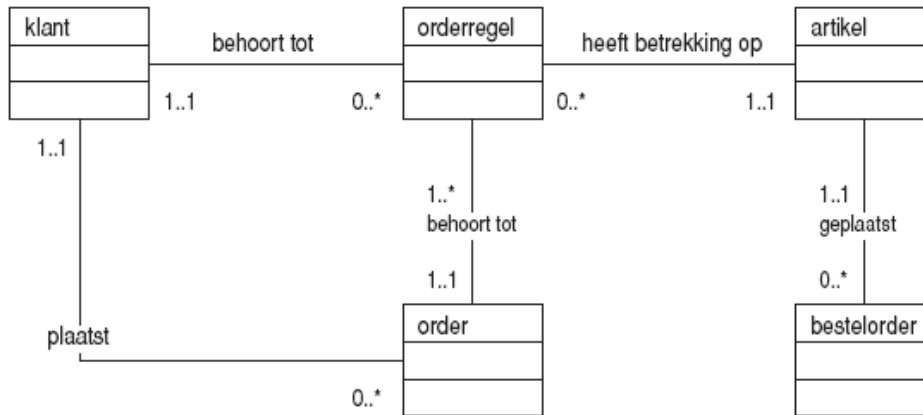 klant
orderregel
artikel
behoort tot
heeft betrekking op
1..1
0..*
0..*
1..1
1..1
1..*
behoort tot
1..1
1..1
geplaatst
0..*
order
bestelorder
plaatst
0..*